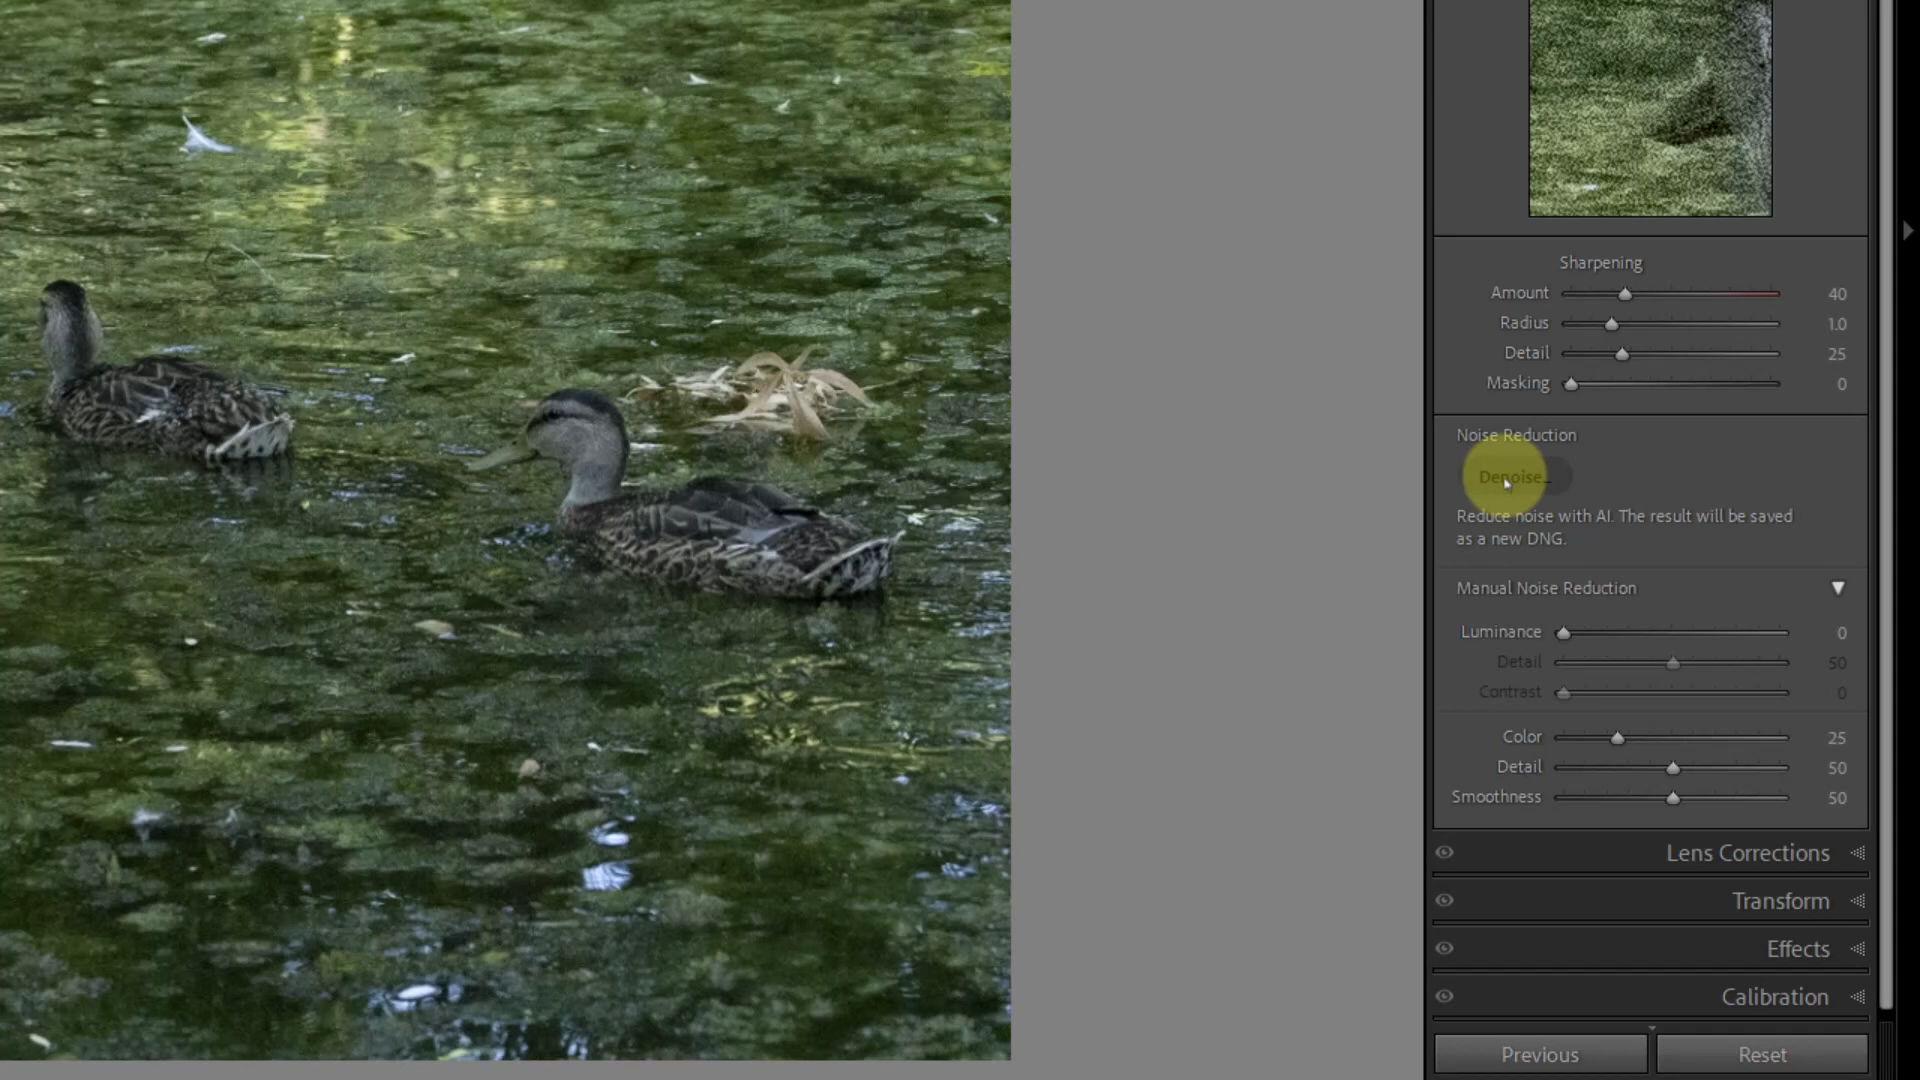 Sharpening
Amount 40
Radius 1.0
Detail 25
Masking 0
Noise Reduction
Denoise...
Reduce noise with AI. The result will be saved
as a new DNG.
Manual Noise Reduction
Luminance 0
Detail 50
Contrast 0
Color 25
Detail 50
Smoothness 50
Lens Corrections
Transform
Effects
Calibration
Previous Reset